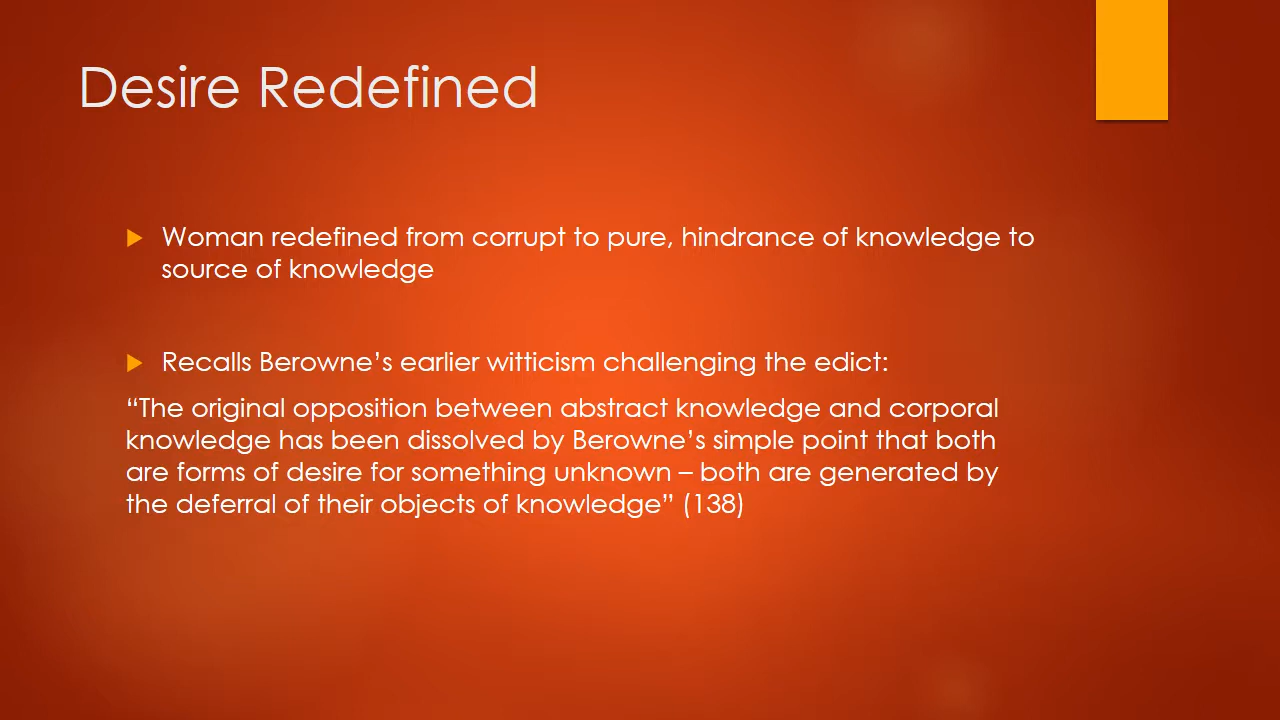 Desire Redefined
Woman redefined from corrupt to pure, hindrance of knowledge to
source of knowledge
Recalls Berowne’s earlier witticism challenging the edict:
“The original opposition between abstract knowledge and corporal
knowledge has been dissolved by Berowne’s simple point that both
are forms of desire for something unknown – both are generated by
the deferral of their objects of knowledge” (138)